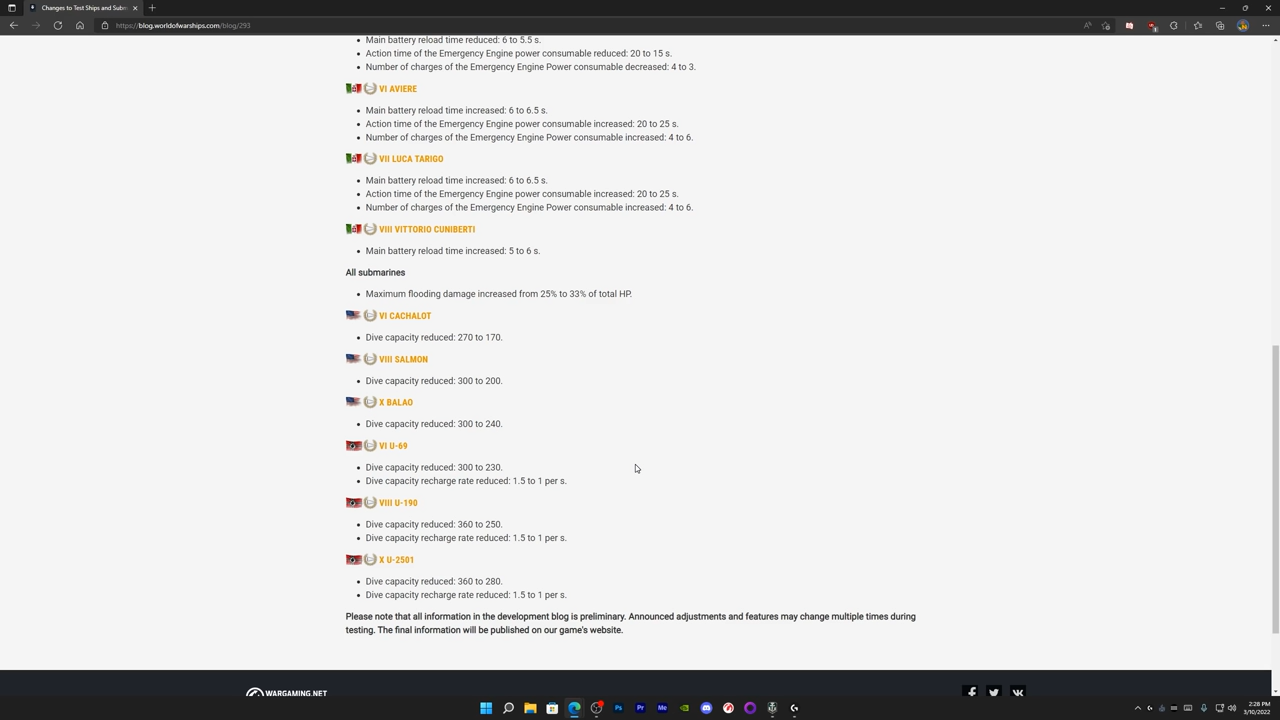 Changes to Test Ships and Subm
https://blog.worldofwarships.com/blog/293
Main battery reload time reduced: 6 to 5.5 s.
Action time of the Emergency Engine power consumable reduced: 20 to 15 s.
Number of charges of the Emergency Engine Power consumable decreased: 4 to 3.
VI AVIERE
Main battery reload time increased: 6 to 6.5 s.
Action time of the Emergency Engine power consumable increased: 20 to 25 s.
Number of charges of the Emergency Engine Power consumable increased: 4 to 6.
VII LUCA TARIGO
Main battery reload time increased: 6 to 6.5 s.
Action time of the Emergency Engine power consumable increased: 20 to 25 s.
Number of charges of the Emergency Engine Power consumable increased: 4 to 6.
VIII VITTORIO CUNIBERTI
Main battery reload time increased: 5 to 6 s.
All submarines
Maximum flooding damage increased from 25% to 33% of total HP.
VI CACHALOT
Dive capacity reduced: 270 to 170.
VIII SALMON
Dive capacity reduced: 300 to 200.
X BALAO
Dive capacity reduced: 300 to 240.
VI U-69
Dive capacity reduced: 300 to 230.
Dive capacity recharge rate reduced: 1.5 to 1 per s.
VIII U-190
Dive capacity reduced: 360 to 250.
Dive capacity recharge rate reduced: 1.5 to 1 per s.
X U-2501
Dive capacity reduced: 360 to 280.
Dive capacity recharge rate reduced: 1.5 to 1 per s.
Please note that all information in the development blog is preliminary. Announced adjustments and features may change multiple times during
testing. The final information will be published on our game's website.
WARGAMING.NET
Ps
Pr
Me
2:28 PM
3/10/2022